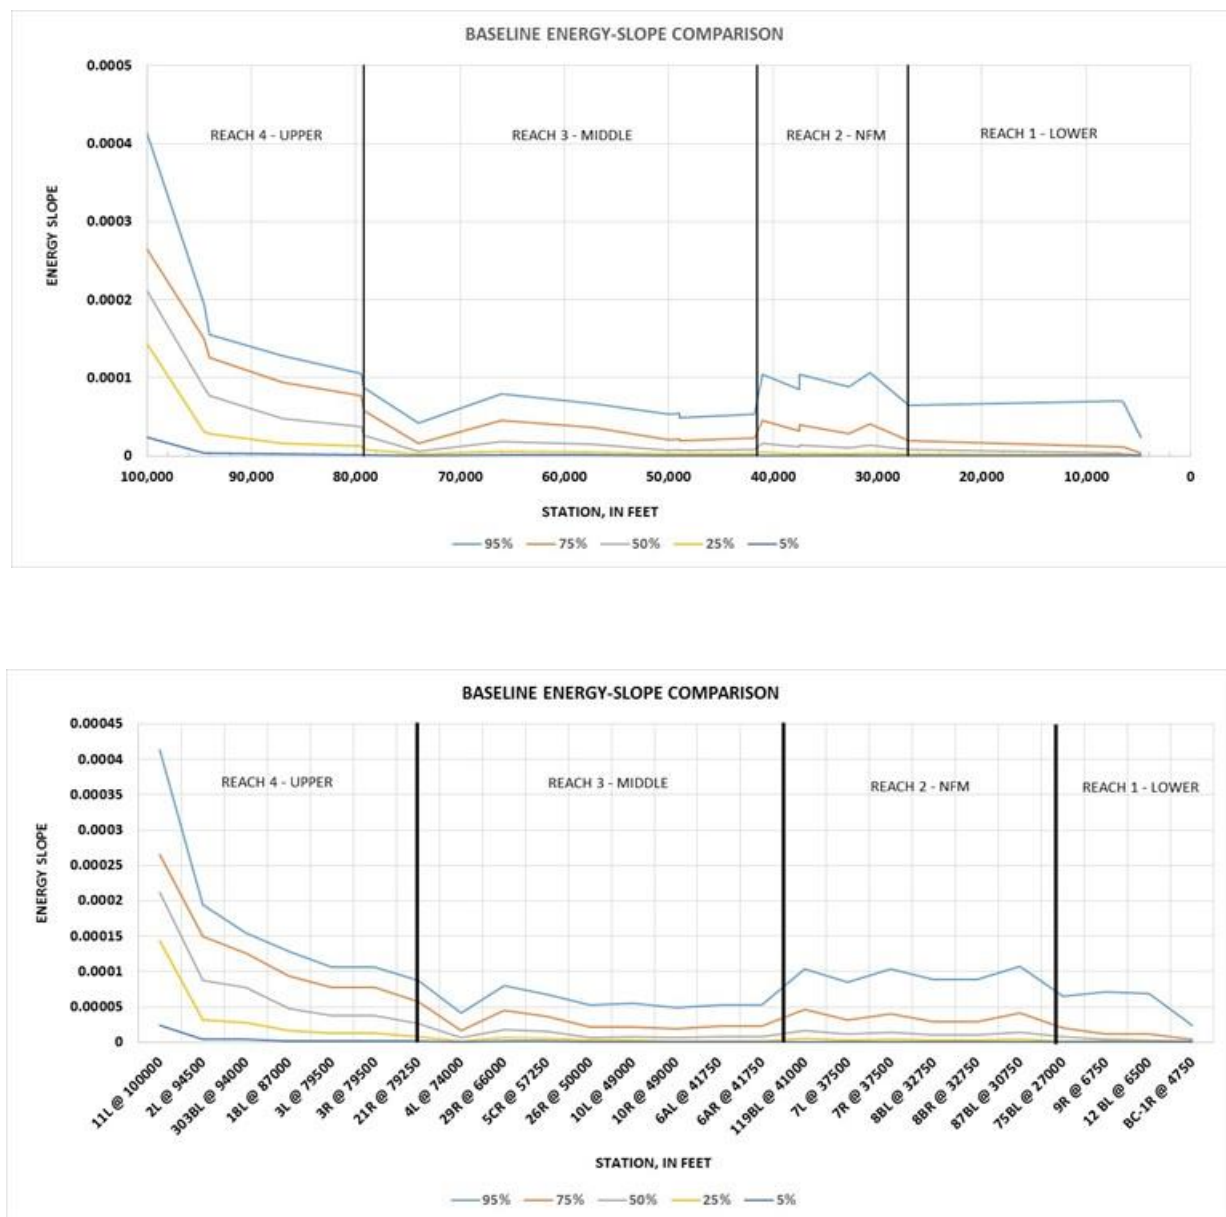 BASELINE ENERGY-SLOPE COMPARISON
0.0005
0.0004
0.0003
0.0002
0.0001
0
ENERGY SLOPE
REACH 4 - UPPER
REACH 3 - MIDDLE
REACH 2 - NFM
REACH 1 - LOWER
100,000 90,000 80,000 70,000 60,000 50,000 40,000 30,000 20,000 10,000 0
STATION, IN FEET
95% 75% 50% 25% 5%
BASELINE ENERGY-SLOPE COMPARISON
0.00045
0.0004
0.00035
0.0003
0.00025
0.0002
0.00015
0.0001
0.00005
0
ENERGY SLOPE
REACH 4 - UPPER
REACH 3 - MIDDLE
REACH 2 - NFM
REACH 1 - LOWER
11L @ 100000
2L @ 94500
303BL @ 94000
18L @ 87000
3L @ 79500
3R @ 79500
21R @ 79250
4L @ 74000
29R @ 66000
5CR @ 57250
26R @ 50000
10L @ 49000
10R @ 49000
6AL @ 41750
6AR @ 41750
119BL @ 41000
7L @ 37500
7R @ 37500
8BL @ 32750
8BR @ 32750
87BL @ 30750
75BL @ 27000
9R @ 6750
12 BL @ 6500
BC-1R @ 4750
STATION, IN FEET
95% 75% 50% 25% 5%